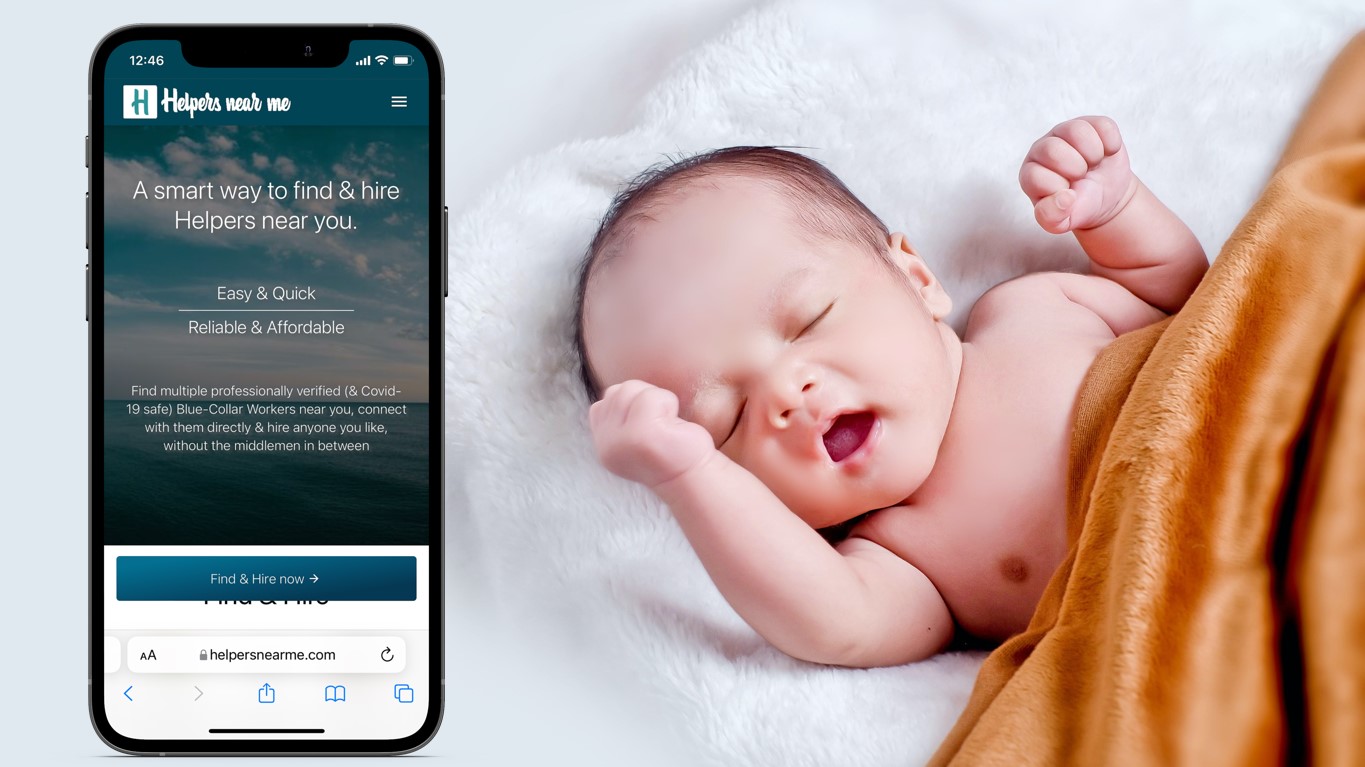 12:46
H Helpers near me
A smart way to find & hire
Helpers near you.
Easy & Quick
Reliable & Affordable
Find multiple professionally verified (& Covid-
19 safe) Blue-Collar Workers near you, connect
with them directly & hire anyone you like,
without the middlemen in between
Find & Hire now →
Find & Hire
AA helpersnearme.com